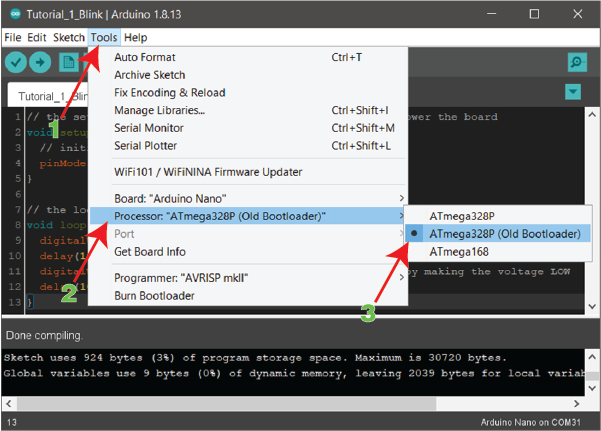 Tutorial_1_Blink | Arduino 1.8.13
File Edit Sketch Tools Help
Tutorial_1_Blin
Auto Format Ctrl+T
Archive Sketch
Fix Encoding & Reload
Manage Libraries... Ctrl+Shift+I
Serial Monitor Ctrl+Shift+M
Serial Plotter Ctrl+Shift+L
WiFi101 / WiFiNINA Firmware Updater
Board: "Arduino Nano"
Processor: "ATmega328P (Old Bootloader)"
Port
Get Board Info
Programmer: "AVRISP mkII"
Burn Bootloader
ATmega328P
ATmega328P (Old Bootloader)
ATmega168
1
2
3
1 // the se ower the board
2 void setup
3 // init
4 pinMode
5 }
6
7 // the lo
8 void loop
9 digital
10 delay(1
11 digital y making the voltage LOW
12 delay(1
13 }
Done compiling.
Sketch uses 924 bytes (3%) of program storage space. Maximum is 30720 bytes.
Global variables use 9 bytes (0%) of dynamic memory, leaving 2039 bytes for local variab
13 Arduino Nano on COM31